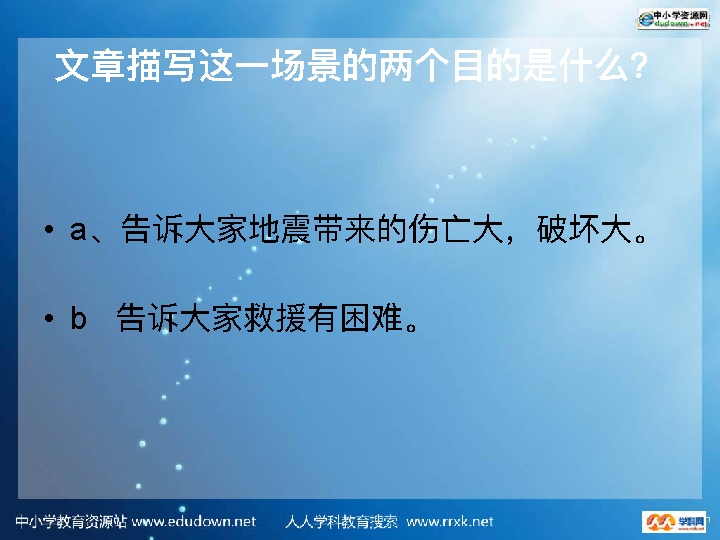 中小学资源网
edudown.net
文章描写这一场景的两个目的是什么？
• a、告诉大家地震带来的伤亡大，破坏大。
• b 告诉大家救援有困难。
中小学教育资源站 www.edudown.net 人人学科教育搜索 www.rrxk.net
学科网